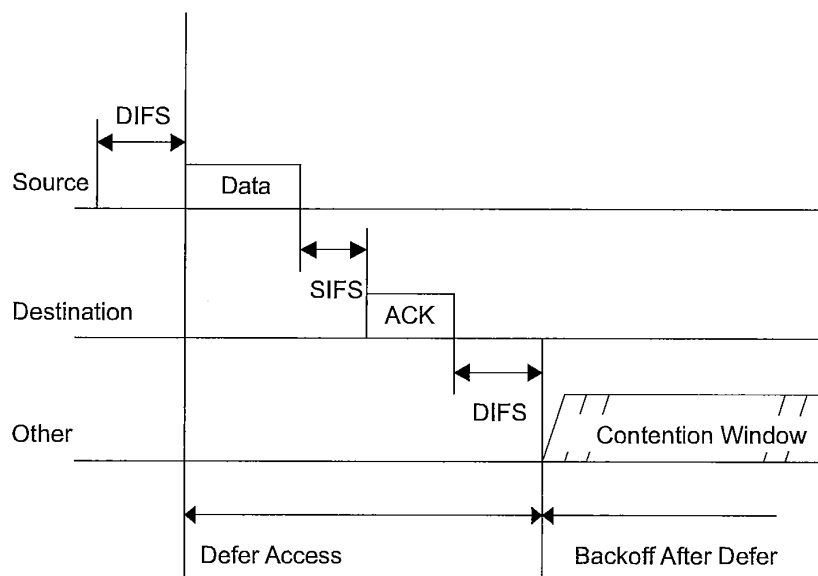 DIFS
Source
Data
SIFS
Destination
ACK
DIFS
Other
Contention Window
Defer Access
Backoff After Defer